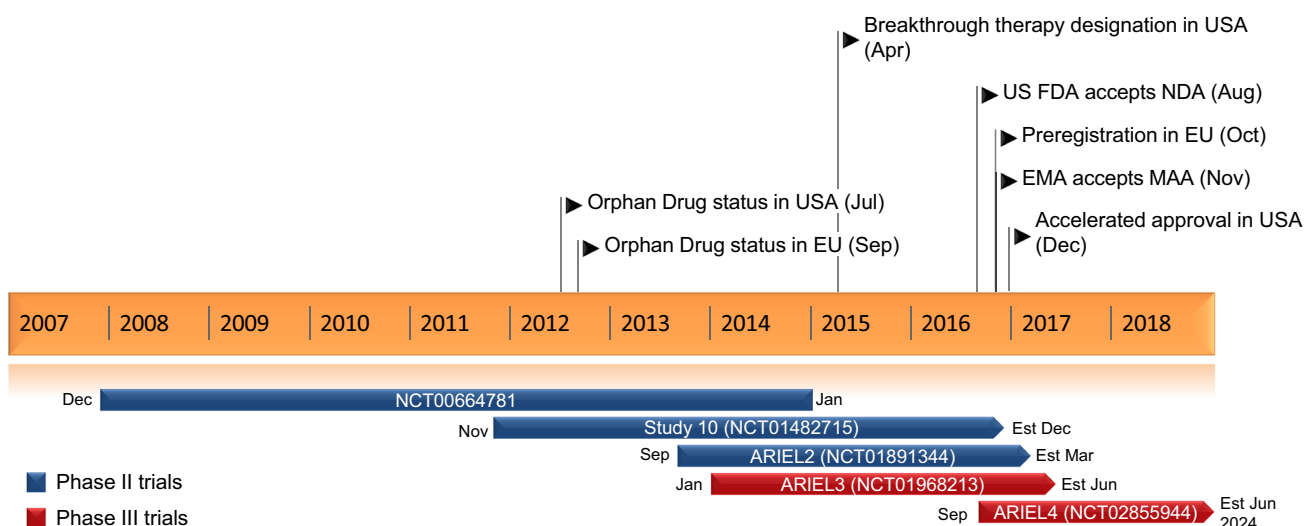 Breakthrough therapy designation in USA
(Apr)
US FDA accepts NDA (Aug)
Preregistration in EU (Oct)
EMA accepts MAA (Nov)
Orphan Drug status in USA (Jul)
Accelerated approval in USA
(Dec)
Orphan Drug status in EU (Sep)
2007 2008 2009 2010 2011 2012 2013 2014 2015 2016 2017 2018
Dec NCT00664781 Jan
Nov Study 10 (NCT01482715) Est Dec
Sep ARIEL2 (NCT01891344) Est Mar
Phase II trials
Jan ARIEL3 (NCT01968213) Est Jun
Phase III trials
Sep ARIEL4 (NCT02855944) Est Jun
2024